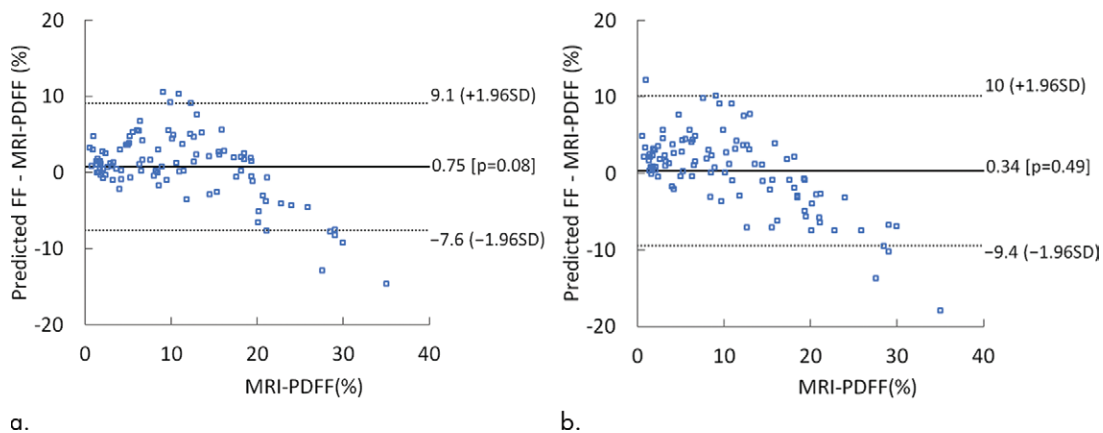 Predicted FF - MRI-PDFF (%)
20
10
0
-10
-20
9.1 (+1.96SD)
0.75 [p=0.08]
−7.6 (−1.96SD)
0 10 20 30 40
MRI-PDFF(%)
a.
Predicted FF - MRI-PDFF (%)
20
10
0
-10
-20
10 (+1.96SD)
0.34 [p=0.49]
−9.4 (−1.96SD)
0 10 20 30 40
MRI-PDFF(%)
b.